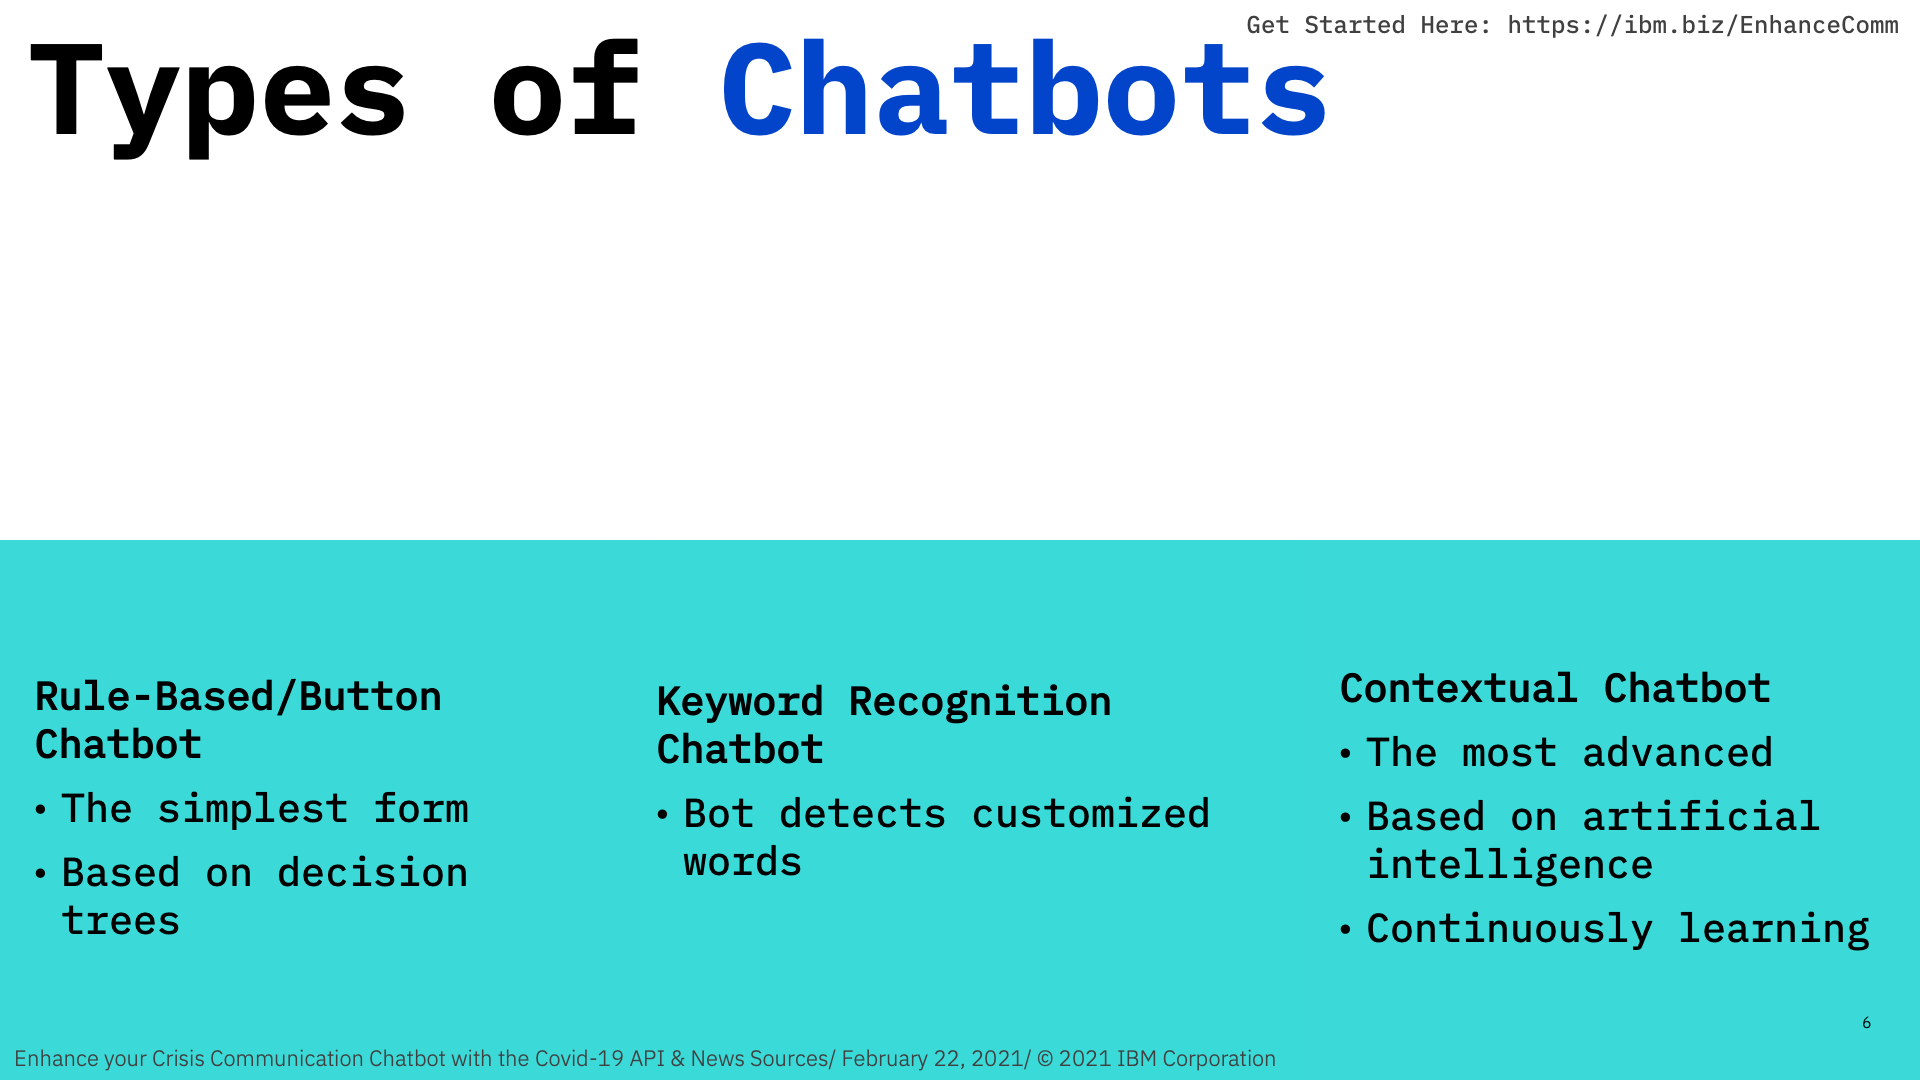 Get Started Here: https://ibm.biz/EnhanceComm
Types of Chatbots
Rule-Based/Button
Chatbot
• The simplest form
• Based on decision
trees
Keyword Recognition
Chatbot
• Bot detects customized
words
Contextual Chatbot
• The most advanced
• Based on artificial
intelligence
• Continuously learning
6
Enhance your Crisis Communication Chatbot with the Covid-19 API & News Sources/ February 22, 2021/ © 2021 IBM Corporation